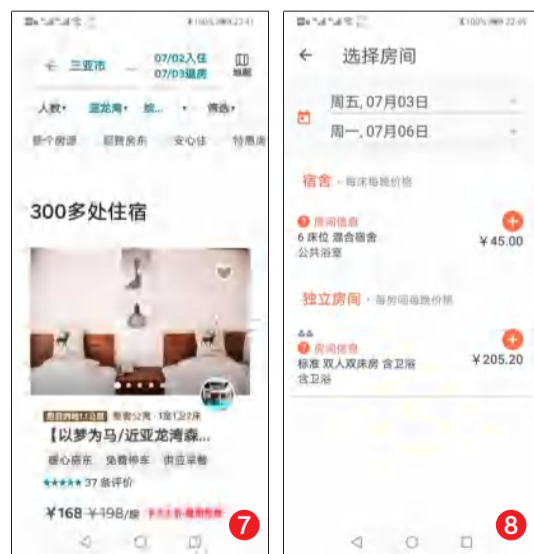 三亚市
07/02入住
07/03退房
地图
人数
亚龙湾
筛选
整个房源
超赞房东
安心住
特惠房
300多处住宿
【以梦为马/近亚龙湾森...
暖心房东 免费停车 供应早餐
★★★★★ 37 条评价
￥168 ￥198/晚
7
选择房间
周五, 07月03日
周一, 07月06日
宿舍 - 每床每晚价格
房间信息
6 床位 混合宿舍
公共浴室
￥45.00
独立房间 - 每房间每晚价格
房间信息
标准 双人双床房 含卫浴
含卫浴
￥205.20
8